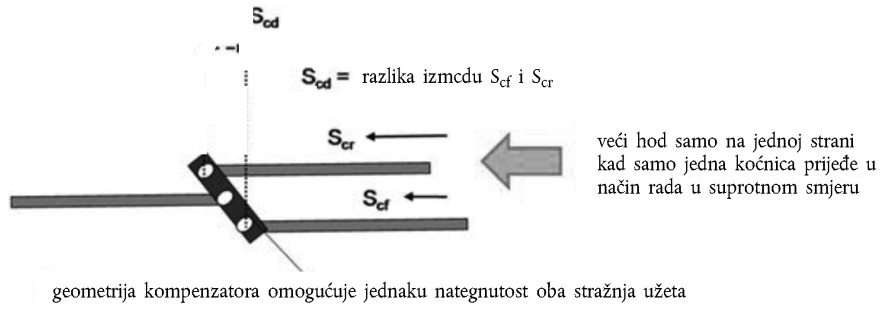 Scd
Scd = razlika izmcdu Scf i Scr
Scr
Scf
veći hod samo na jednoj strani
kad samo jedna koćnica prijeđe u
način rada u suprotnom smjeru
geometrija kompenzatora omogućuje jednaku nategnutost oba stražnja užeta